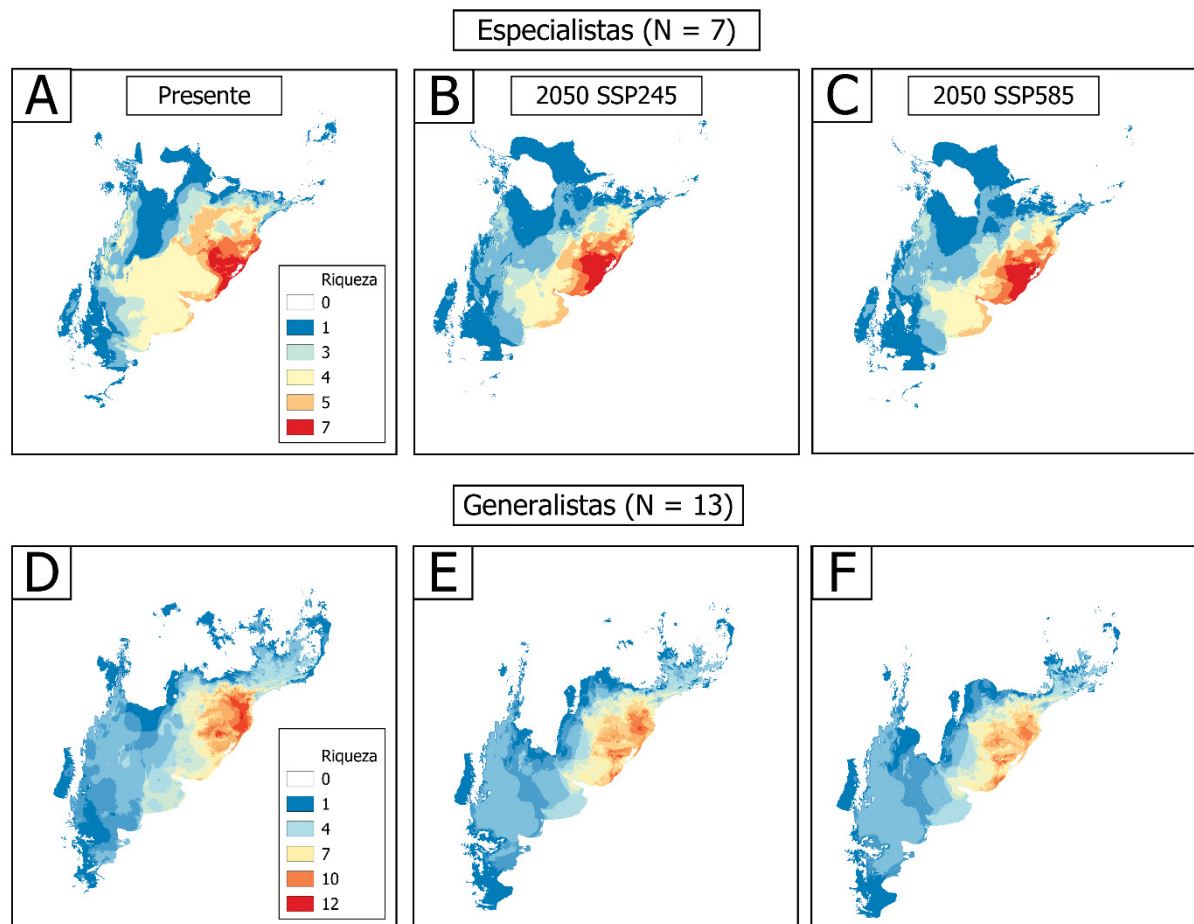 Especialistas (N = 7)
A
Presente
B
2050 SSP245
C
2050 SSP585
Riqueza
0
1
3
4
5
7
Generalistas (N = 13)
D
E
F
Riqueza
0
1
4
7
10
12